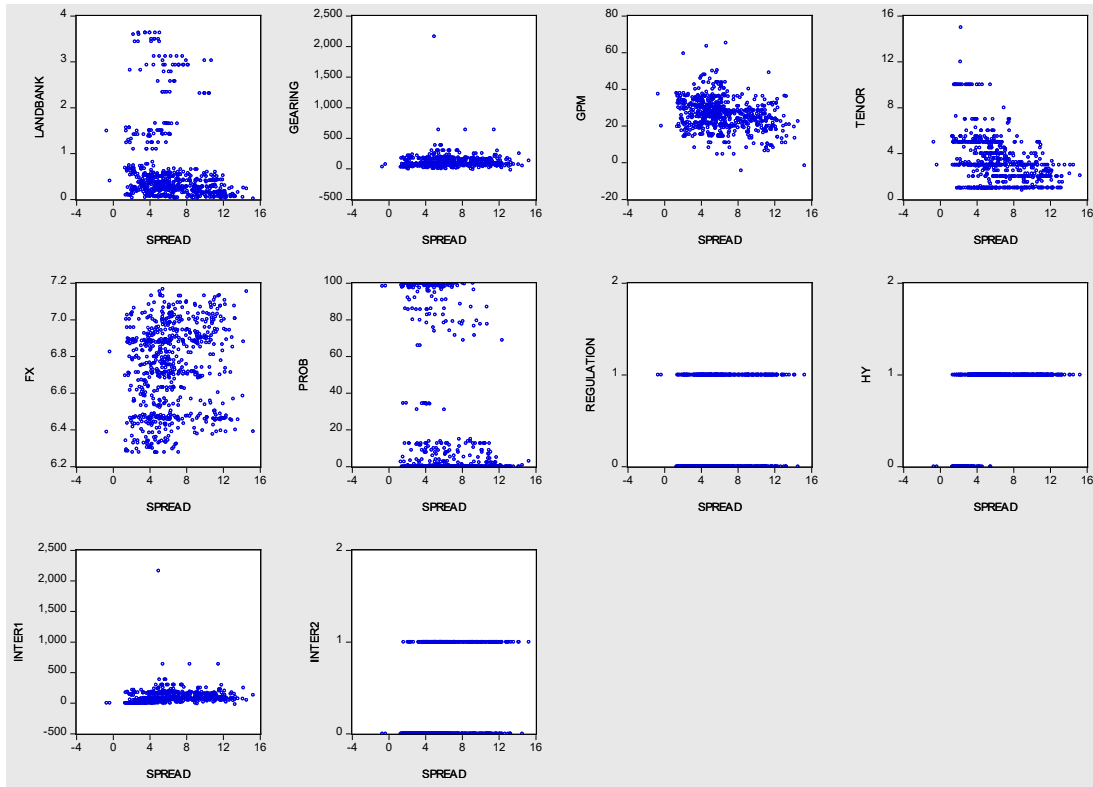 LANDBANK
4
3
2
1
0
-4 0 4 8 12 16
SPREAD
GEARING
2,500
2,000
1,500
1,000
500
0
-500
-4 0 4 8 12 16
SPREAD
GPM
80
60
40
20
0
-20
-4 0 4 8 12 16
SPREAD
TENOR
16
12
8
4
0
-4 0 4 8 12 16
SPREAD
FX
7.2
7.0
6.8
6.6
6.4
6.2
-4 0 4 8 12 16
SPREAD
PROB
100
80
60
40
20
0
-4 0 4 8 12 16
SPREAD
REGULATION
2
1
0
-4 0 4 8 12 16
SPREAD
HY
2
1
0
-4 0 4 8 12 16
SPREAD
INTER1
2,500
2,000
1,500
1,000
500
0
-500
-4 0 4 8 12 16
SPREAD
INTER2
2
1
0
-4 0 4 8 12 16
SPREAD